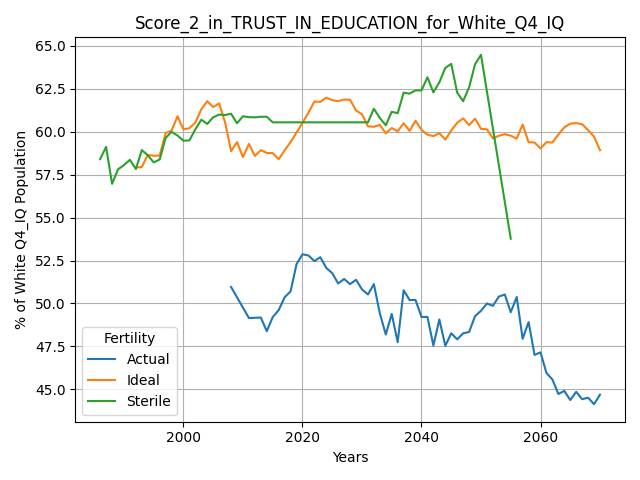 Score_2_in_TRUST_IN_EDUCATION_for_White_Q4_IQ
65.0
62.5
60.0
57.5
55.0
52.5
50.0
47.5
45.0
% of White Q4_IQ Population
Fertility
Actual
Ideal
Sterile
2000
2020
2040
2060
Years